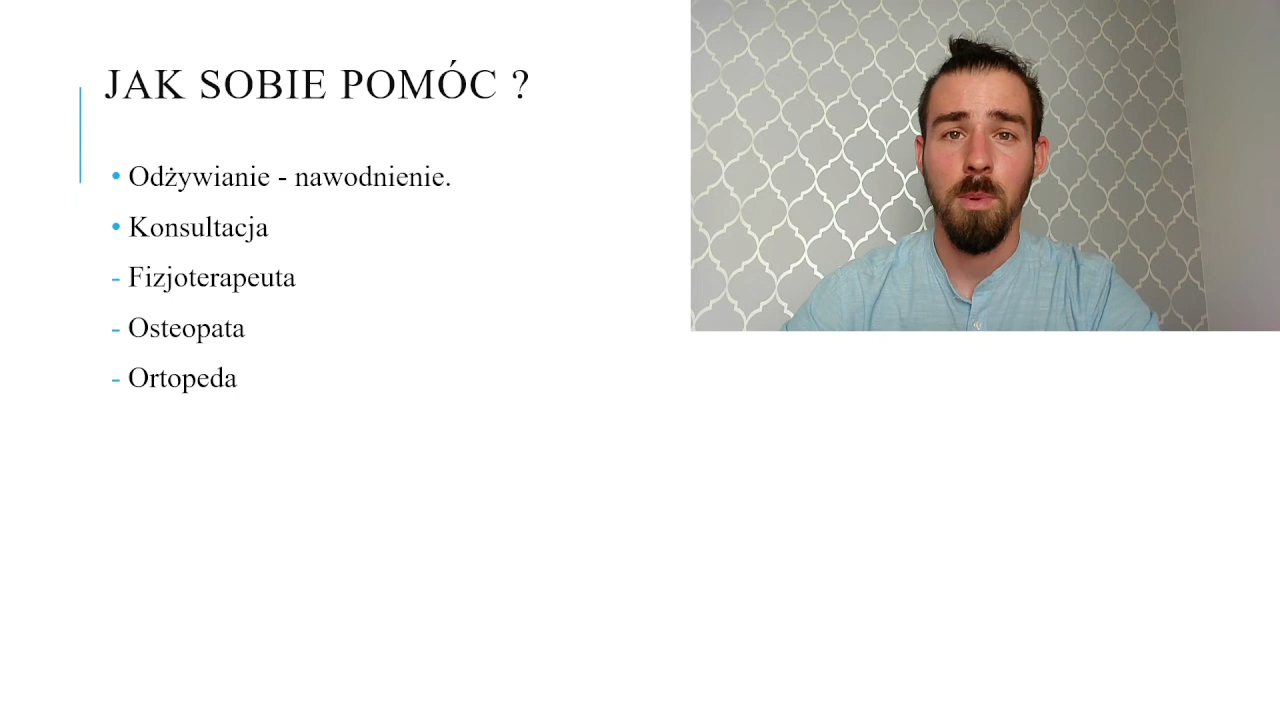 JAK SOBIE POMÓC ?
• Odżywianie - nawodnienie.
• Konsultacja
- Fizjoterapeuta
- Osteopata
- Ortopeda